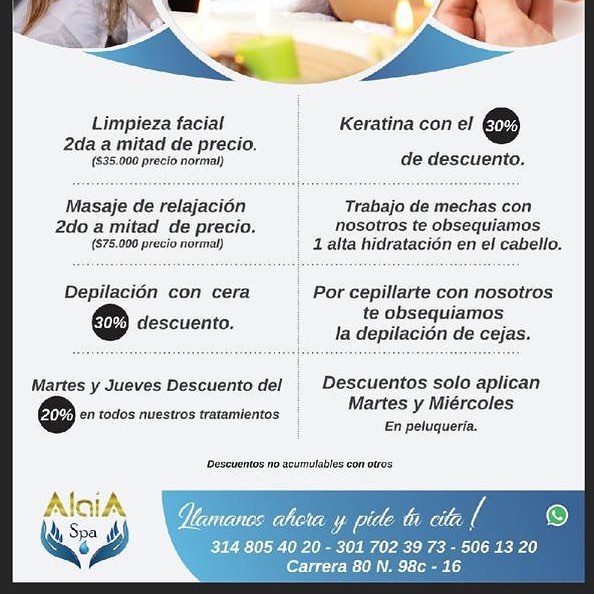 Limpieza facial
2da a mitad de precio.
($35.000 precio normal)
Keratina con el 30%
de descuento.
Masaje de relajación
2do a mitad de precio.
($75.000 precio normal)
Trabajo de mechas con
nosotros te obsequiamos
1 alta hidratación en el cabello.
Depilación con cera
30% descuento.
Por cepillarte con nosotros
te obsequiamos
la depilación de cejas.
Martes y Jueves Descuento del
20% en todos nuestros tratamientos
Descuentos solo aplican
Martes y Miércoles
En peluquería.
Descuentos no acumulables con otros
AlaiA
Spa
Llamanos ahora y pide tu cita!
314 805 40 20 - 301 702 39 73 - 506 13 20
Carrera 80 N. 98c - 16